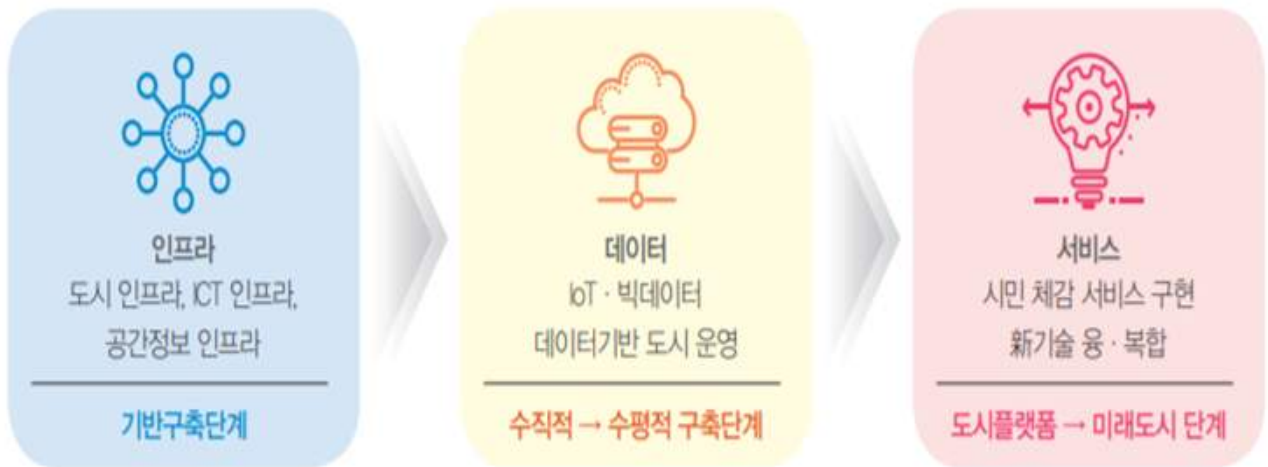 인프라
도시 인프라, ICT 인프라,
공간정보 인프라
기반구축단계
데이터
IoT · 빅데이터
데이터기반 도시 운영
수직적 → 수평적 구축단계
서비스
시민 체감 서비스 구현
新기술 융 · 복합
도시플랫폼 → 미래도시 단계